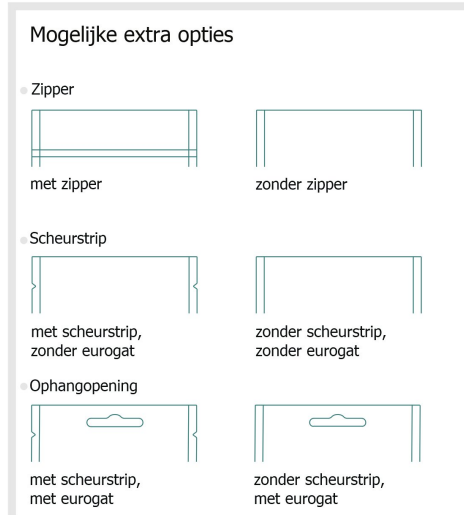 Mogelijke extra opties
Zipper
met zipper
zonder zipper
Scheurstrip
met scheurstrip,
zonder eurogat
zonder scheurstrip,
zonder eurogat
Ophangopening
met scheurstrip,
met eurogat
zonder scheurstrip,
met eurogat